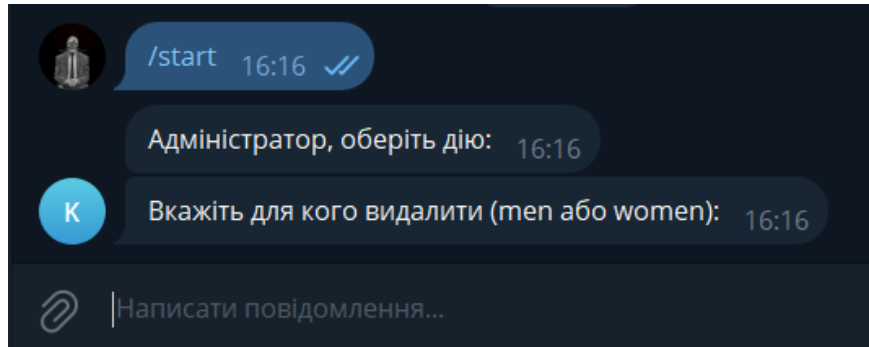 /start 16:16
Адміністратор, оберіть дію: 16:16
К
Вкажіть для кого видалити (men або women): 16:16
Написати повідомлення...